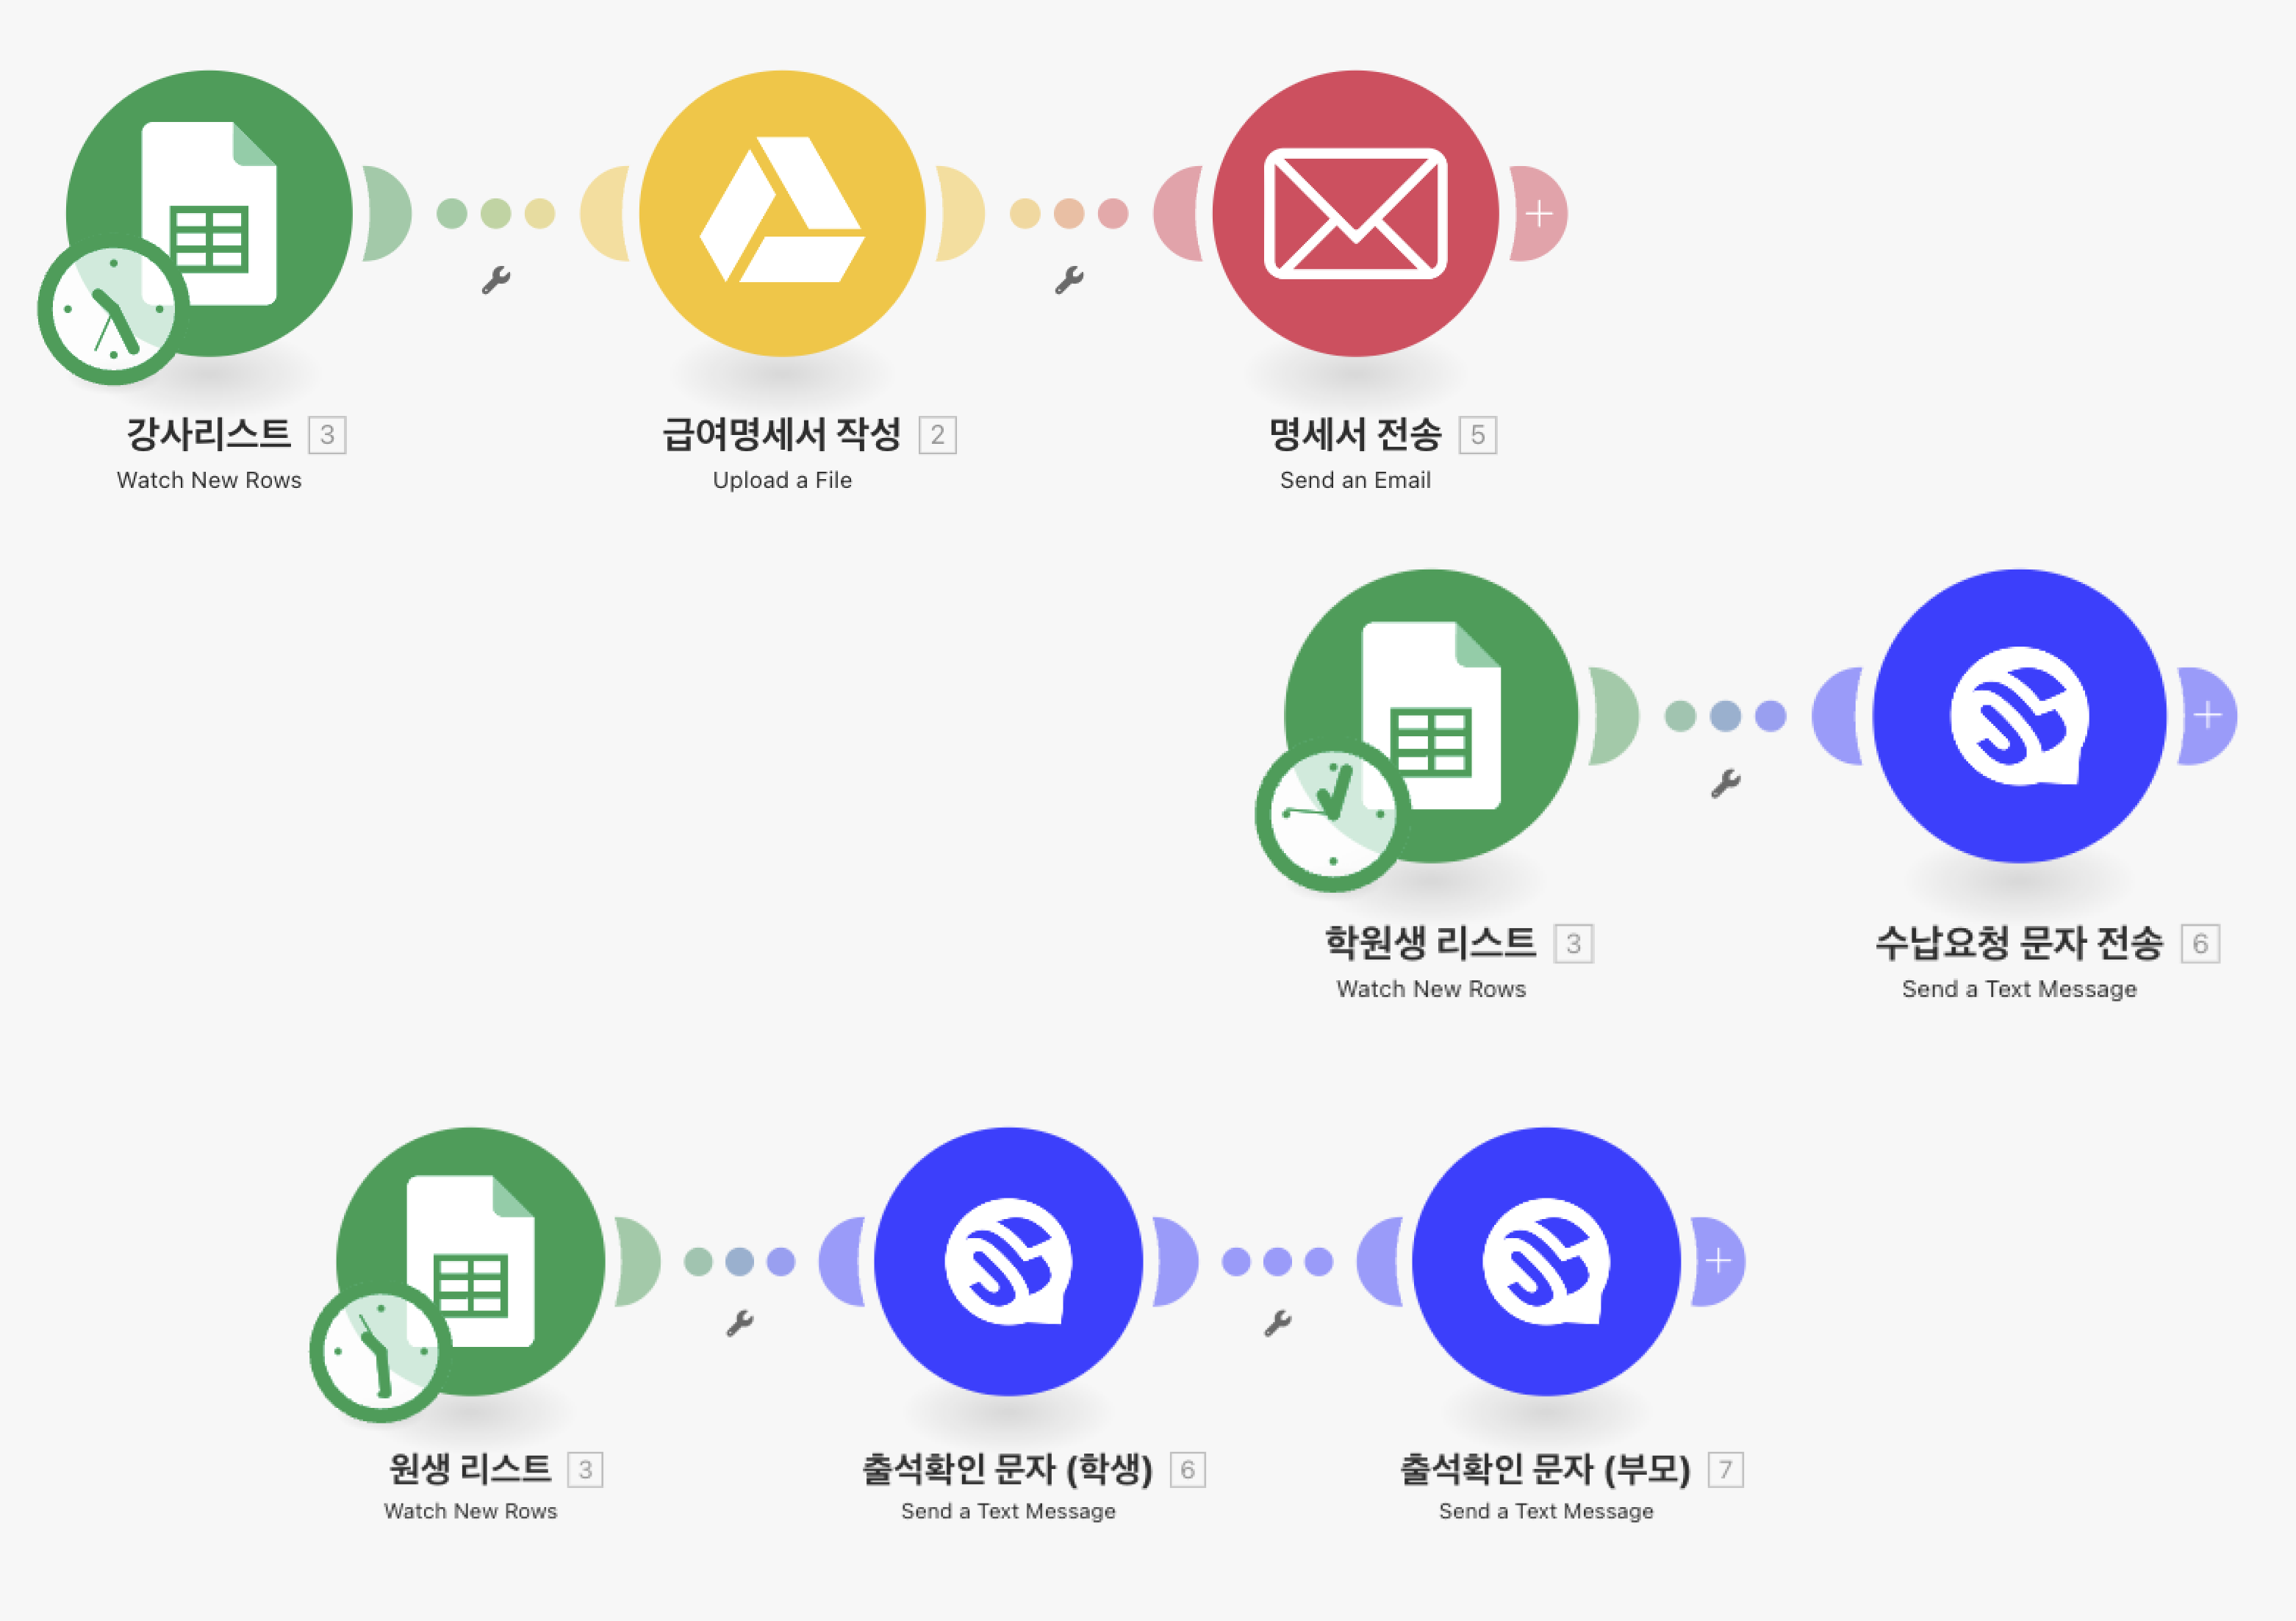 강사리스트 3
Watch New Rows
급여명세서 작성 2
Upload a File
명세서 전송 5
Send an Email
학원생 리스트 3
Watch New Rows
수납요청 문자 전송 6
Send a Text Message
원생 리스트 3
Watch New Rows
출석확인 문자 (학생) 6
Send a Text Message
출석확인 문자 (부모) 7
Send a Text Message